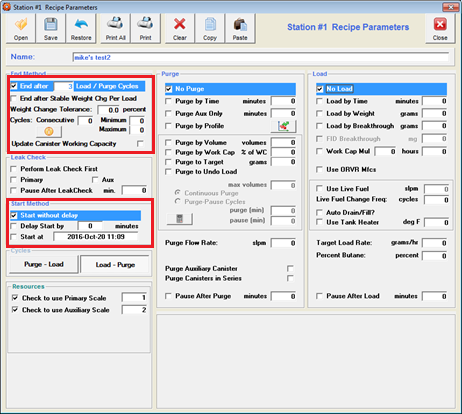 Station #1 Recipe Parameters
Open Save Restore Print All Print Clear Copy Paste Station #1 Recipe Parameters Close
Name: mike's test2
End Method
End after 3 Load / Purge Cycles
End after Stable Weight Chg Per Load
Weight Change Tolerance: 0.0 percent
Cycles: Consecutive 0 Minimum 0
Maximum 0
Update Canister Working Capacity
Leak Check
Perform Leak Check First
Primary Aux
Pause After LeakCheck min. 0
Start Method
Start without delay
Delay Start by 0 minutes
Start at 2016-Oct-20 11:09
Cycles
Purge - Load Load - Purge
Resources
Check to use Primary Scale 1
Check to use Auxiliary Scale 2
Purge
No Purge
Purge by Time minutes 0
Purge Aux Only minutes 0
Purge by Profile
Purge by Volume volumes 0
Purge by Work Cap % of WC 0
Purge to Target grams 0
Purge to Undo Load
max volumes 0
Continuous Purge
Purge-Pause Cycles
purge (min) 0
pause (min) 0
Purge Flow Rate: slpm 0
Purge Auxiliary Canister
Purge Canisters in Series
Pause After Purge minutes 0
Load
No Load
Load by Time minutes 0
Load by Weight grams 0
Load by Breakthrough grams 0
FID Breakthrough mg 0
Work Cap Mul 0 hours 0
Use ORVR Mfcs
Use Live Fuel slpm 0
Live Fuel Change Freq: cycles 0
Auto Drain/Fill?
Use Tank Heater deg F 0
Target Load Rate: grams/hr 0
Percent Butane: percent 0
Pause After Load minutes 0